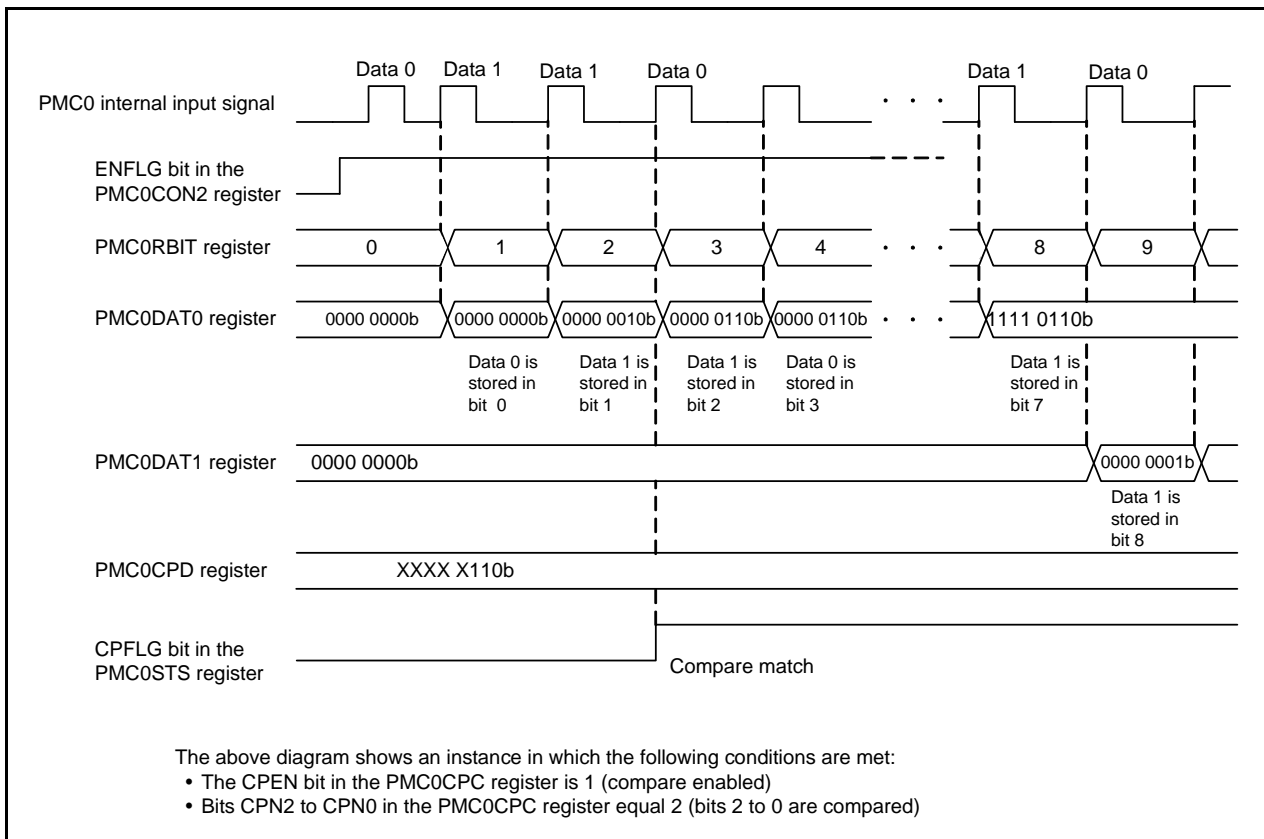 Data 0 Data 1 Data 1 Data 0 Data 1 Data 0
PMC0 internal input signal
· · ·
ENFLG bit in the
PMC0CON2 register
PMC0RBIT register 0 1 2 3 4 · · · 8 9
PMC0DAT0 register 0000 0000b 0000 0000b 0000 0010b 0000 0110b 0000 0110b · · · 1111 0110b
Data 0 is
stored in
bit 0
Data 1 is
stored in
bit 1
Data 1 is
stored in
bit 2
Data 0 is
stored in
bit 3
Data 1 is
stored in
bit 7
PMC0DAT1 register 0000 0000b 0000 0001b
Data 1 is
stored in
bit 8
PMC0CPD register XXXX X110b
CPFLG bit in the
PMC0STS register
Compare match
The above diagram shows an instance in which the following conditions are met:
• The CPEN bit in the PMC0CPC register is 1 (compare enabled)
• Bits CPN2 to CPN0 in the PMC0CPC register equal 2 (bits 2 to 0 are compared)